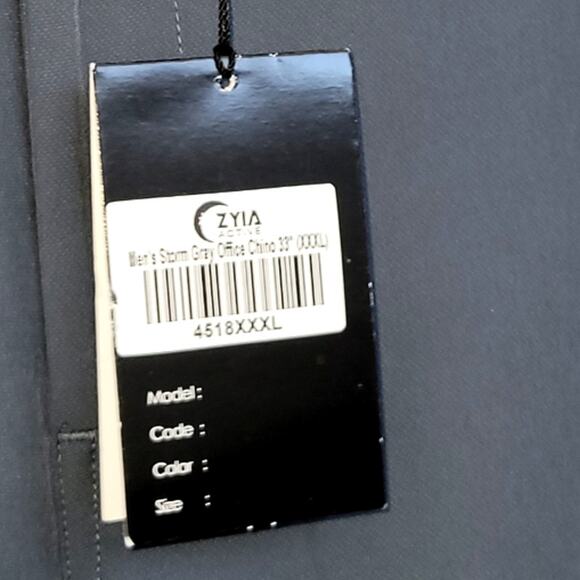 ZYIA
ACTIVE
Men's Storm Gray Office Chino 33" (XXXL)
4518XXXL
Model :
Code :
Color :
Size :